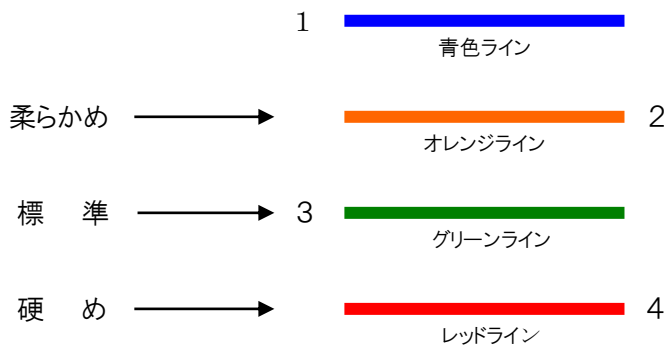 1
青色ライン
柔らかめ 2
オレンジライン
標 準 3
グリーンライン
硬 め 4
レッドライン